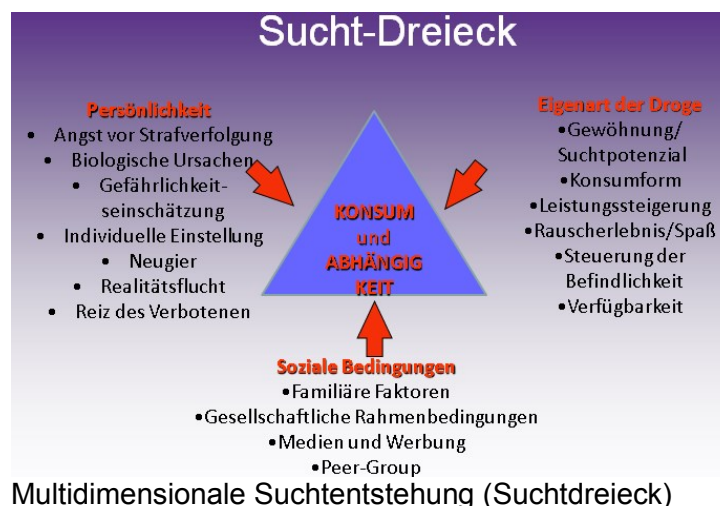 Sucht-Dreieck
Persönlichkeit
• Angst vor Strafverfolgung
• Biologische Ursachen
• Gefährlichkeit-
seinschätzung
• Individuelle Einstellung
• Neugier
• Realitätsflucht
• Reiz des Verbotenen
KONSUM
und
ABHÄNGIG
KEIT
Eigenart der Droge
•Gewöhnung/
Suchtpotenzial
•Konsumform
•Leistungssteigerung
•Rauscherlebnis/Spaß
•Steuerung der
Befindlichkeit
•Verfügbarkeit
Soziale Bedingungen
•Familiäre Faktoren
•Gesellschaftliche Rahmenbedingungen
•Medien und Werbung
•Peer-Group
Multidimensionale Suchtentstehung (Suchtdreieck)